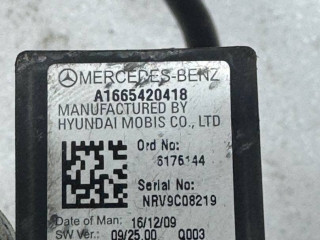 MERCEDES-BENZ
A1665420418
MANUFACTURED BY
HYUNDAI MOBIS CO., LTD
Ord No:
6176144
Serial No:
NRV9C08219
Date of Man: 16/12/09
SW Ver.: 09/25.00 Q003